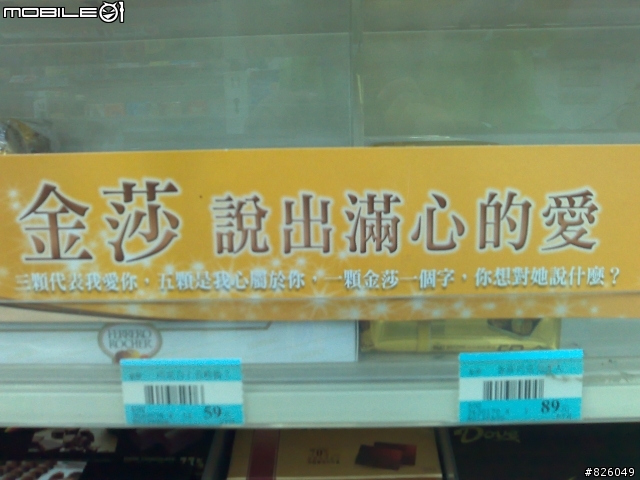 MOBILE01
金莎 說出滿心的愛
三顆代表我愛你，五顆是我心屬於你，一顆金莎一個字，你想對她說什麼？
FERRERO
ROCHER
59
89
#826049